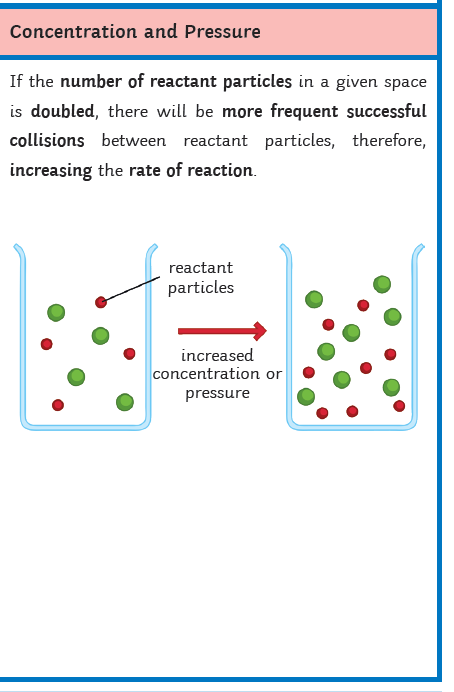 Concentration and Pressure
If the number of reactant particles in a given space
is doubled, there will be more frequent successful
collisions between reactant particles, therefore,
increasing the rate of reaction.
reactant
particles
increased
concentration or
pressure